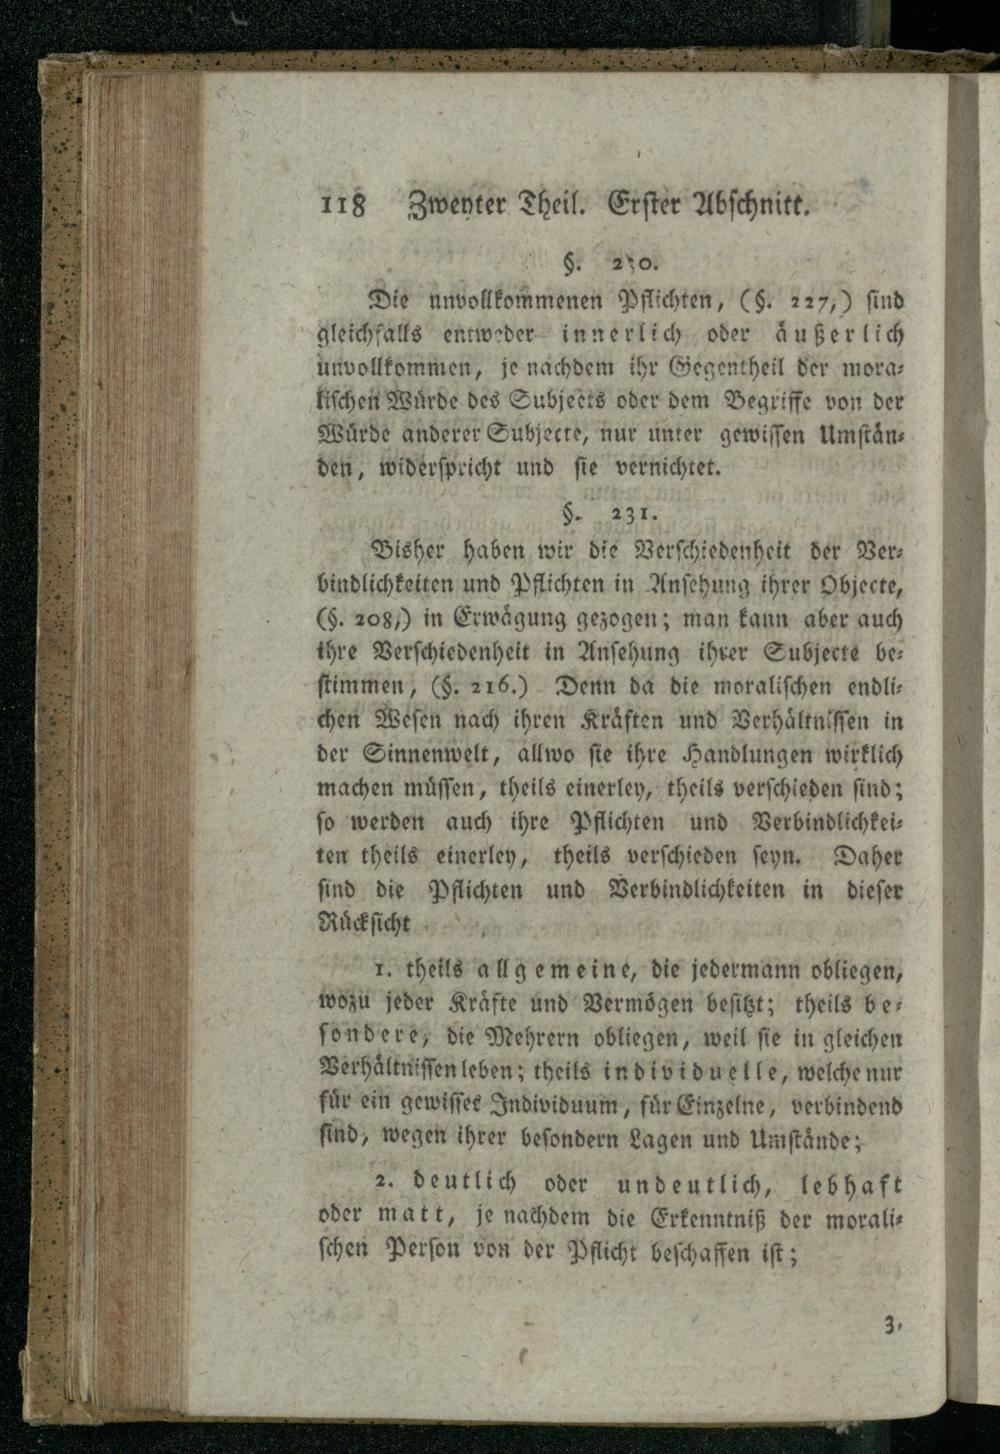 118 Zweyter Theil. Erster Abschnitt.
§. 230.
Die unvollkommenen Pflichten, (§. 227,) sind
gleichfalls entweder innerlich oder äußerlich
unvollkommen, je nachdem ihr Gegentheil der mora-
lischen Würde des Subjects oder dem Begriffe von der
Würde anderer Subjecte, nur unter gewissen Umstän-
den, widerspricht und sie vernichtet.
§. 231.
Bisher haben wir die Verschiedenheit der Ver-
bindlichkeiten und Pflichten in Ansehung ihrer Objecte,
(§. 208,) in Erwägung gezogen; man kann aber auch
ihre Verschiedenheit in Ansehung ihrer Subjecte be-
stimmen, (§. 216.) Denn da die moralischen endli-
chen Wesen nach ihren Kräften und Verhältnissen in
der Sinnenwelt, allwo sie ihre Handlungen wirklich
machen müssen, theils einerley, theils verschieden sind;
so werden auch ihre Pflichten und Verbindlichkei-
ten theils einerley, theils verschieden seyn. Daher
sind die Pflichten und Verbindlichkeiten in dieser
Rücksicht
1. theils allgemeine, die jedermann obliegen,
wozu jeder Kräfte und Vermögen besitzt; theils be-
sondere, die Mehrern obliegen, weil sie in gleichen
Verhältnissen leben; theils individuelle, welche nur
für ein gewisses Individuum, für Einzelne, verbindend
sind, wegen ihrer besondern Lagen und Umstände;
2. deutlich oder undeutlich, lebhaft
oder matt, je nachdem die Erkenntniß der morali-
schen Person von der Pflicht beschaffen ist;
3.